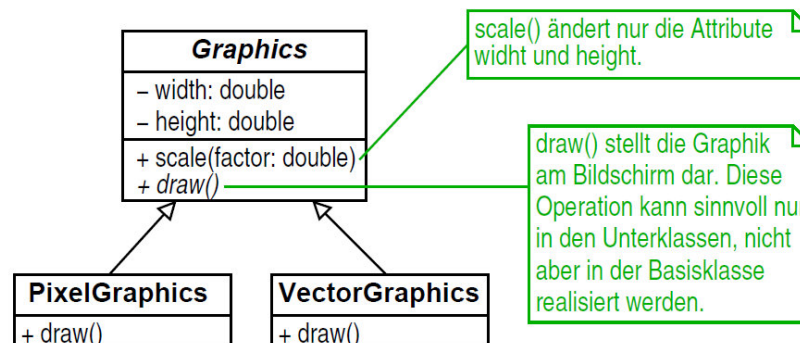 Graphics
– width: double
– height: double
+ scale(factor: double)
+ draw()
scale() ändert nur die Attribute
widht und height.
draw() stellt die Graphik
am Bildschirm dar. Diese
Operation kann sinnvoll nur
in den Unterklassen, nicht
aber in der Basisklasse
realisiert werden.
PixelGraphics
+ draw()
VectorGraphics
+ draw()